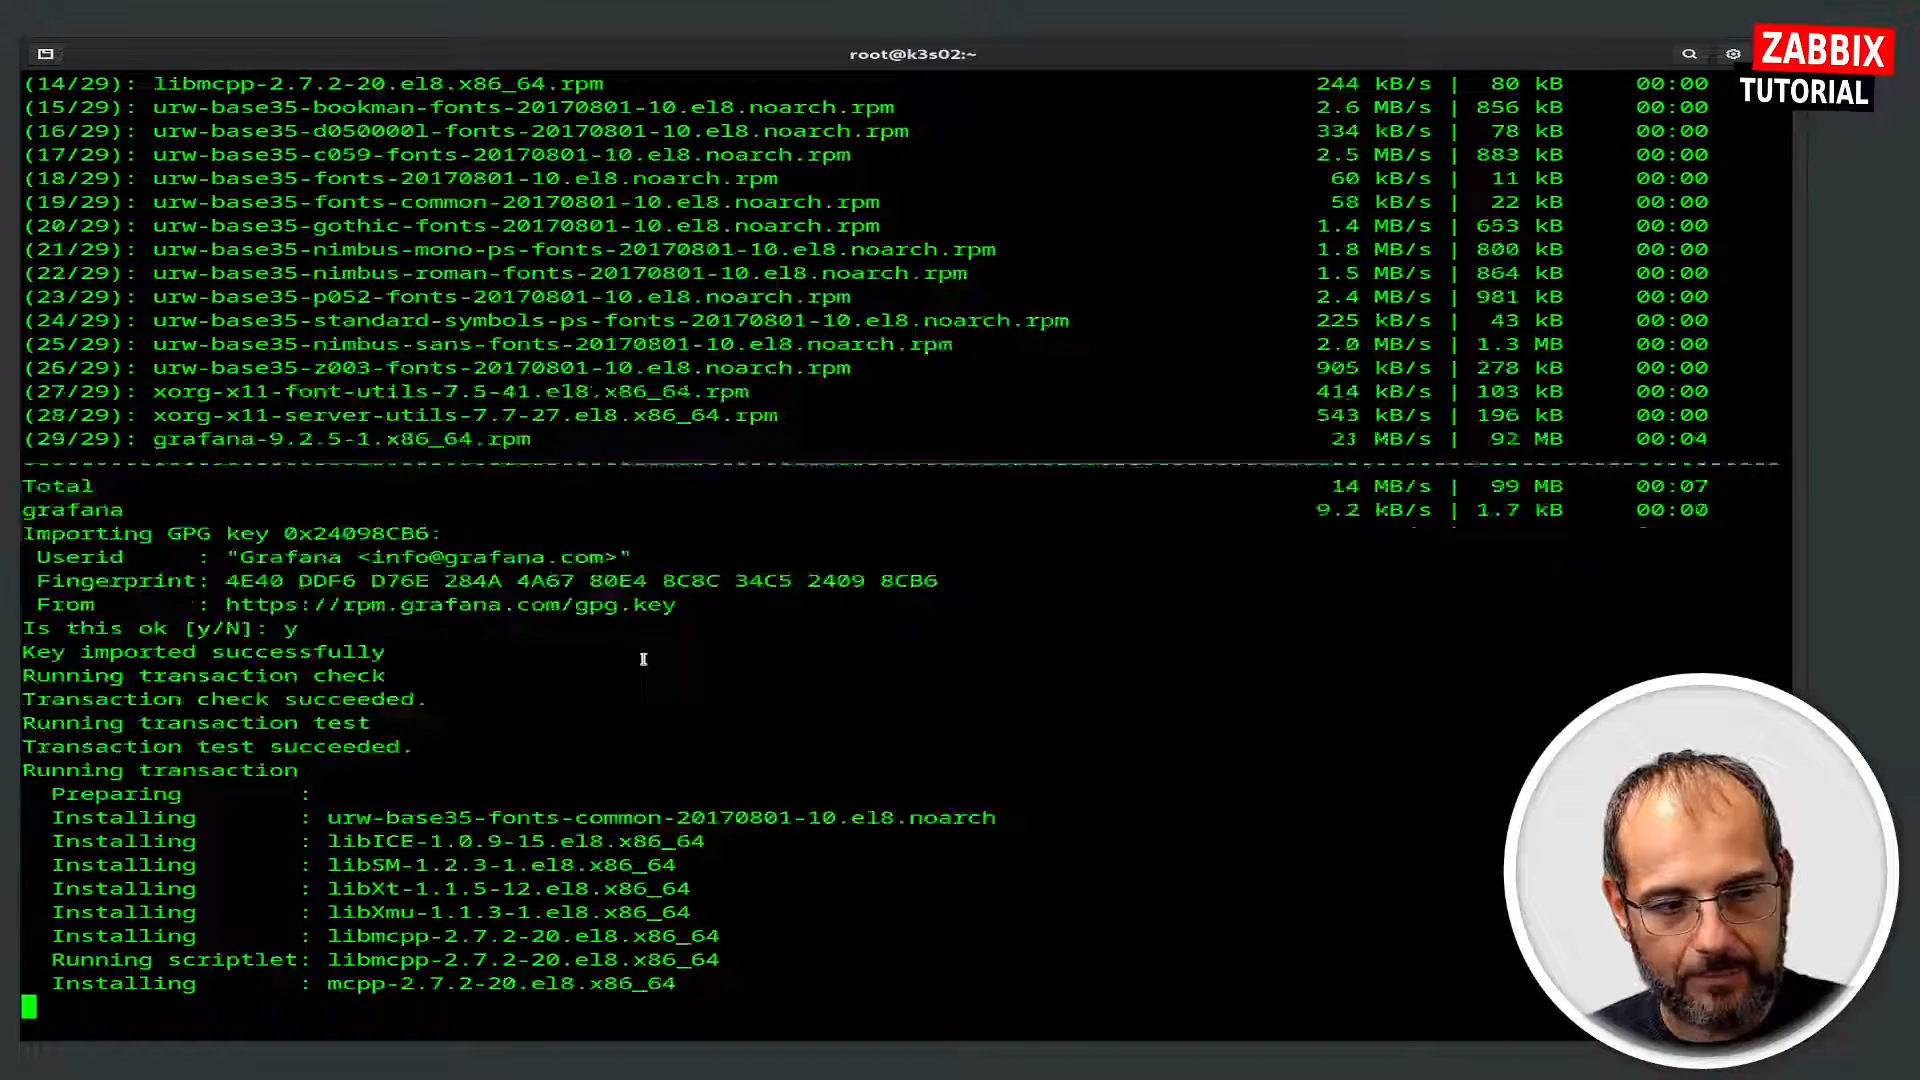 root@k3s02:~
ZABBIX
TUTORIAL
(14/29): libmcpp-2.7.2-20.el8.x86_64.rpm 244 kB/s | 80 kB 00:00
(15/29): urw-base35-bookman-fonts-20170801-10.el8.noarch.rpm 2.6 MB/s | 856 kB 00:00
(16/29): urw-base35-d050000l-fonts-20170801-10.el8.noarch.rpm 334 kB/s | 78 kB 00:00
(17/29): urw-base35-c059-fonts-20170801-10.el8.noarch.rpm 2.5 MB/s | 883 kB 00:00
(18/29): urw-base35-fonts-20170801-10.el8.noarch.rpm 60 kB/s | 11 kB 00:00
(19/29): urw-base35-fonts-common-20170801-10.el8.noarch.rpm 58 kB/s | 22 kB 00:00
(20/29): urw-base35-gothic-fonts-20170801-10.el8.noarch.rpm 1.4 MB/s | 653 kB 00:00
(21/29): urw-base35-nimbus-mono-ps-fonts-20170801-10.el8.noarch.rpm 1.8 MB/s | 800 kB 00:00
(22/29): urw-base35-nimbus-roman-fonts-20170801-10.el8.noarch.rpm 1.5 MB/s | 864 kB 00:00
(23/29): urw-base35-p052-fonts-20170801-10.el8.noarch.rpm 2.4 MB/s | 981 kB 00:00
(24/29): urw-base35-standard-symbols-ps-fonts-20170801-10.el8.noarch.rpm 225 kB/s | 43 kB 00:00
(25/29): urw-base35-nimbus-sans-fonts-20170801-10.el8.noarch.rpm 2.0 MB/s | 1.3 MB 00:00
(26/29): urw-base35-z003-fonts-20170801-10.el8.noarch.rpm 905 kB/s | 278 kB 00:00
(27/29): xorg-x11-font-utils-7.5-41.el8.x86_64.rpm 414 kB/s | 103 kB 00:00
(28/29): xorg-x11-server-utils-7.7-27.el8.x86_64.rpm 543 kB/s | 196 kB 00:00
(29/29): grafana-9.2.5-1.x86_64.rpm 23 MB/s | 92 MB 00:04
Total 14 MB/s | 99 MB 00:07
grafana 9.2 kB/s | 1.7 kB 00:00
Importing GPG key 0x24098CB6:
Userid : "Grafana <info@grafana.com>"
Fingerprint: 4E40 DDF6 D76E 284A 4A67 80E4 8C8C 34C5 2409 8CB6
From : https://rpm.grafana.com/gpg.key
Is this ok [y/N]: y
Key imported successfully
Running transaction check
Transaction check succeeded.
Running transaction test
Transaction test succeeded.
Running transaction
Preparing :
Installing : urw-base35-fonts-common-20170801-10.el8.noarch
Installing : libICE-1.0.9-15.el8.x86_64
Installing : libSM-1.2.3-1.el8.x86_64
Installing : libXt-1.1.5-12.el8.x86_64
Installing : libXmu-1.1.3-1.el8.x86_64
Installing : libmcpp-2.7.2-20.el8.x86_64
Running scriptlet: libmcpp-2.7.2-20.el8.x86_64
Installing : mcpp-2.7.2-20.el8.x86_64